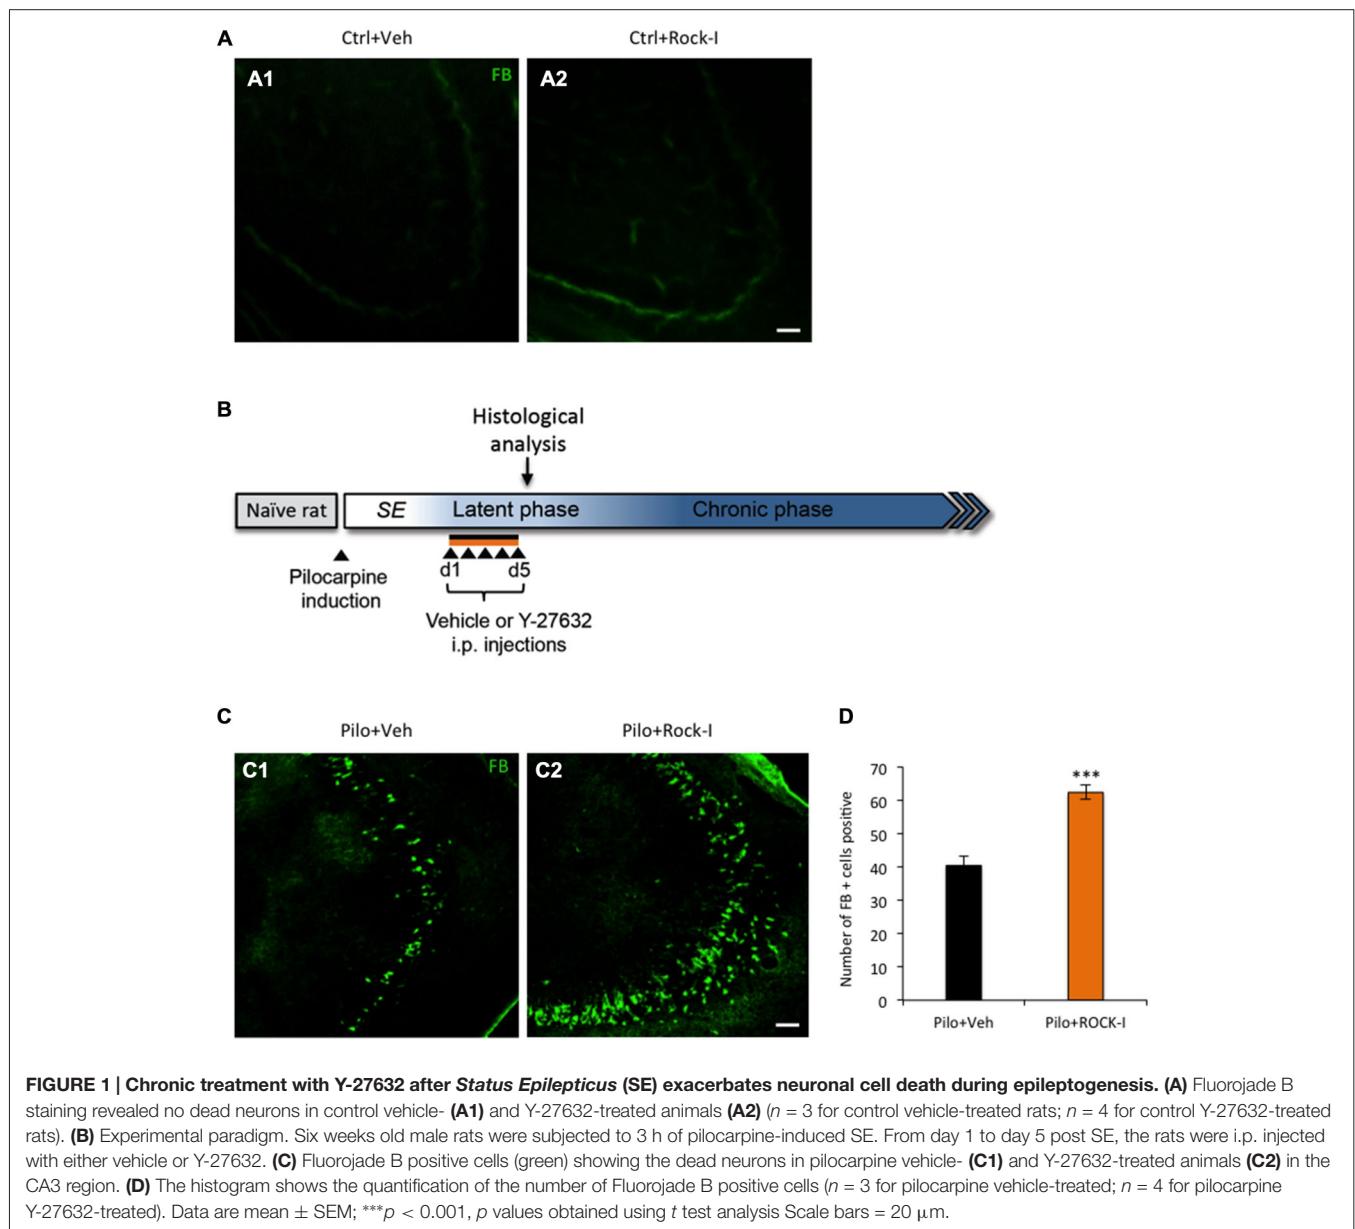 A
Ctrl+Veh
Ctrl+Rock-I
A1
FB
A2
B
Histological
analysis
Naïve rat
SE
Latent phase
Chronic phase
Pilocarpine
induction
d1
d5
Vehicle or Y-27632
i.p. injections
C
Pilo+Veh
Pilo+Rock-I
C1
FB
C2
D
Number of FB + cells positive
70
60
50
40
30
20
10
0
***
Pilo+Veh
Pilo+ROCK-I
FIGURE 1 | Chronic treatment with Y-27632 after Status Epilepticus (SE) exacerbates neuronal cell death during epileptogenesis. (A) Fluorojade B
staining revealed no dead neurons in control vehicle- (A1) and Y-27632-treated animals (A2) (n = 3 for control vehicle-treated rats; n = 4 for control Y-27632-treated
rats). (B) Experimental paradigm. Six weeks old male rats were subjected to 3 h of pilocarpine-induced SE. From day 1 to day 5 post SE, the rats were i.p. injected
with either vehicle or Y-27632. (C) Fluorojade B positive cells (green) showing the dead neurons in pilocarpine vehicle- (C1) and Y-27632-treated animals (C2) in the
CA3 region. (D) The histogram shows the quantification of the number of Fluorojade B positive cells (n = 3 for pilocarpine vehicle-treated; n = 4 for pilocarpine
Y-27632-treated). Data are mean ± SEM; ***p < 0.001, p values obtained using t test analysis Scale bars = 20 μm.